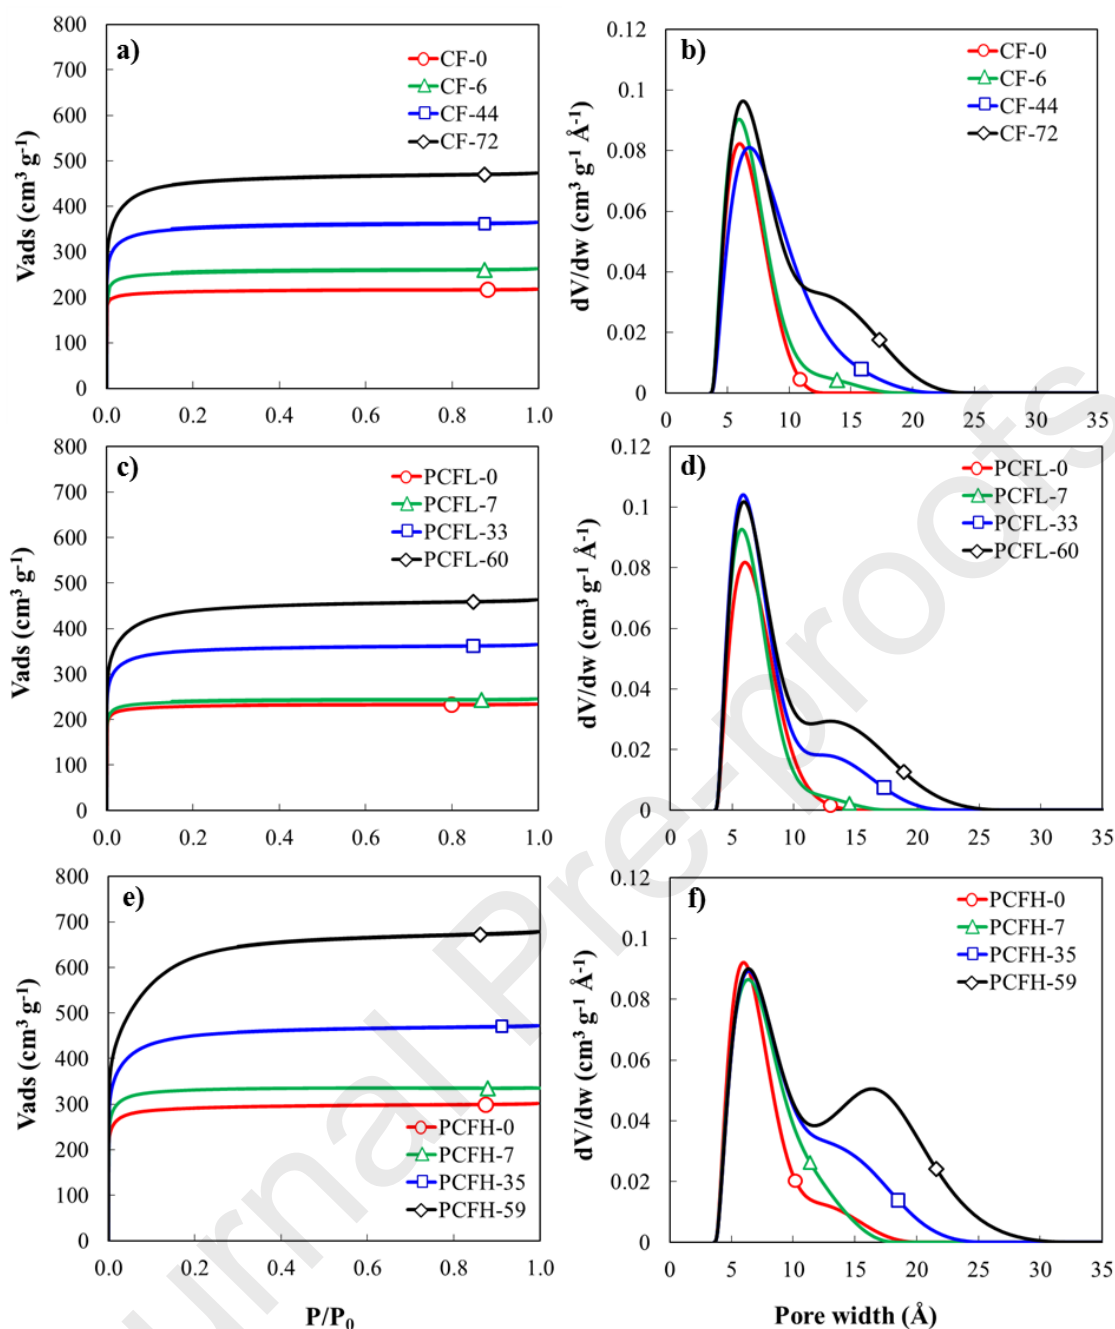 a)
800
700
600
500
400
300
200
100
0
Vads (cm³ g⁻¹)
CF-0
CF-6
CF-44
CF-72
0.0 0.2 0.4 0.6 0.8 1.0
b)
0.12
0.1
0.08
0.06
0.04
0.02
0
dV/dw (cm³ g⁻¹ Å⁻¹)
CF-0
CF-6
CF-44
CF-72
0 5 10 15 20 25 30 35
c)
800
700
600
500
400
300
200
100
0
Vads (cm³ g⁻¹)
PCFL-0
PCFL-7
PCFL-33
PCFL-60
0.0 0.2 0.4 0.6 0.8 1.0
d)
0.12
0.1
0.08
0.06
0.04
0.02
0
dV/dw (cm³ g⁻¹ Å⁻¹)
PCFL-0
PCFL-7
PCFL-33
PCFL-60
0 5 10 15 20 25 30 35
e)
800
700
600
500
400
300
200
100
0
Vads (cm³ g⁻¹)
PCFH-0
PCFH-7
PCFH-35
PCFH-59
0.0 0.2 0.4 0.6 0.8 1.0
P/P₀
f)
0.12
0.1
0.08
0.06
0.04
0.02
0
dV/dw (cm³ g⁻¹ Å⁻¹)
PCFH-0
PCFH-7
PCFH-35
PCFH-59
0 5 10 15 20 25 30 35
Pore width (Å)
urnal Pre-proofs